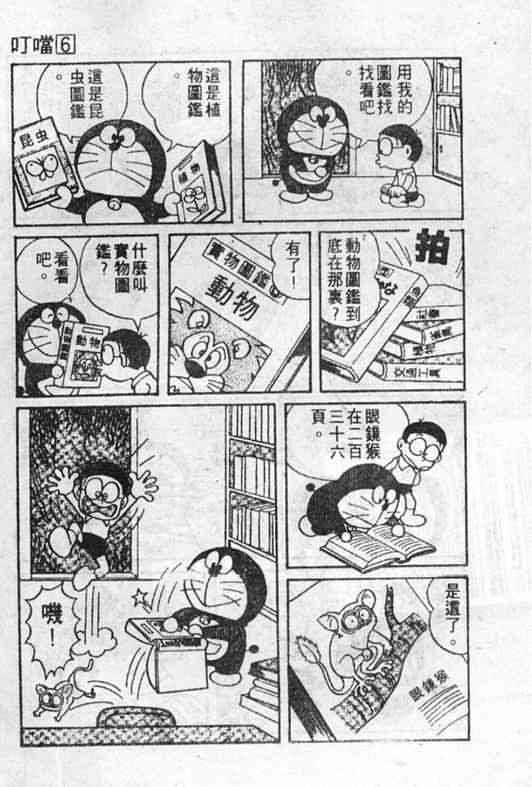 叮噹 6
用我的
圖鑑找
找看吧
。
這是植
物圖鑑
。
這是昆
虫圖鑑
。
昆虫
植物
拍
動物圖鑑到
底在那裏？
交通工具
有了！
實物圖鑑
動物
什麼叫
實物圖
鑑？
看看
吧。
動物
眼鏡猴
在二百
三十六
頁。
是這了。
眼鏡猴
嘰！